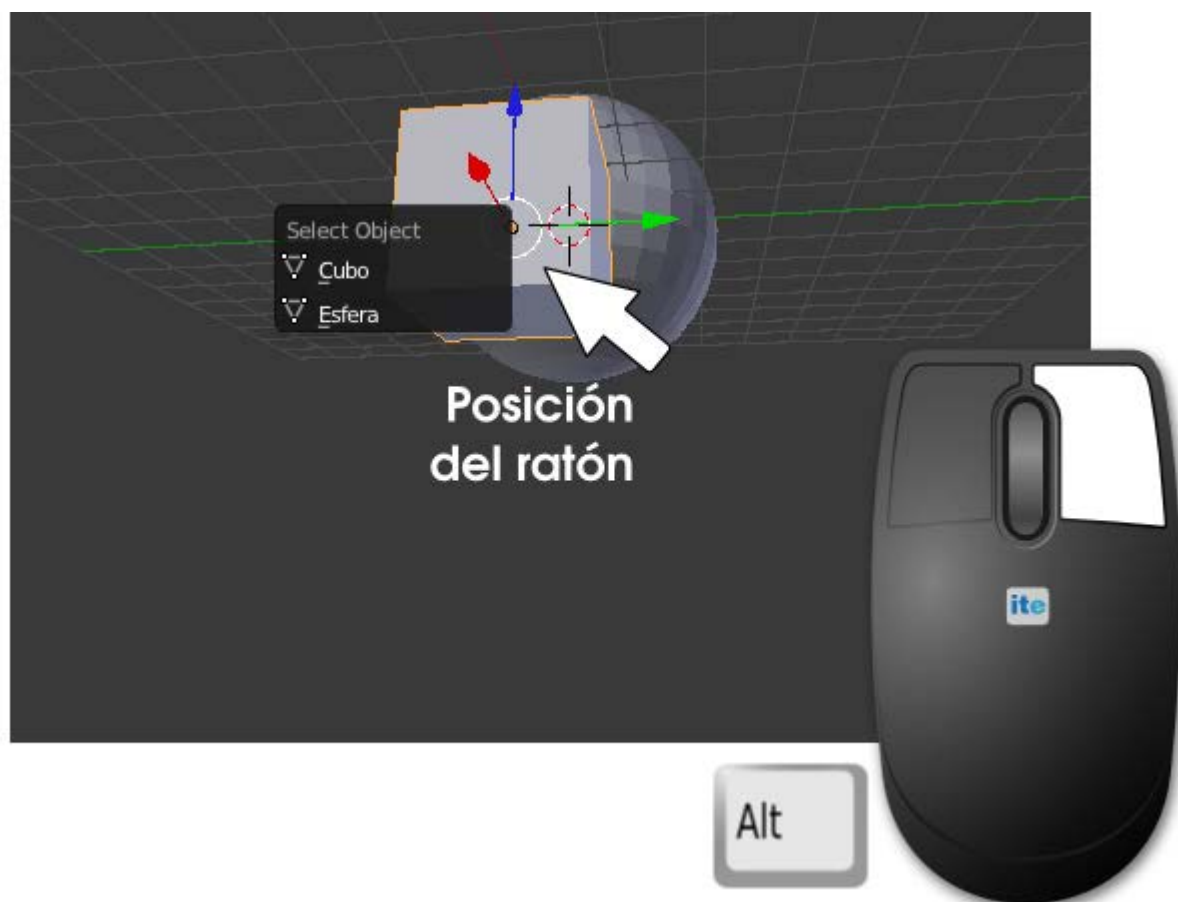 Select Object
Cubo
Esfera
Posición
del ratón
ite
Alt